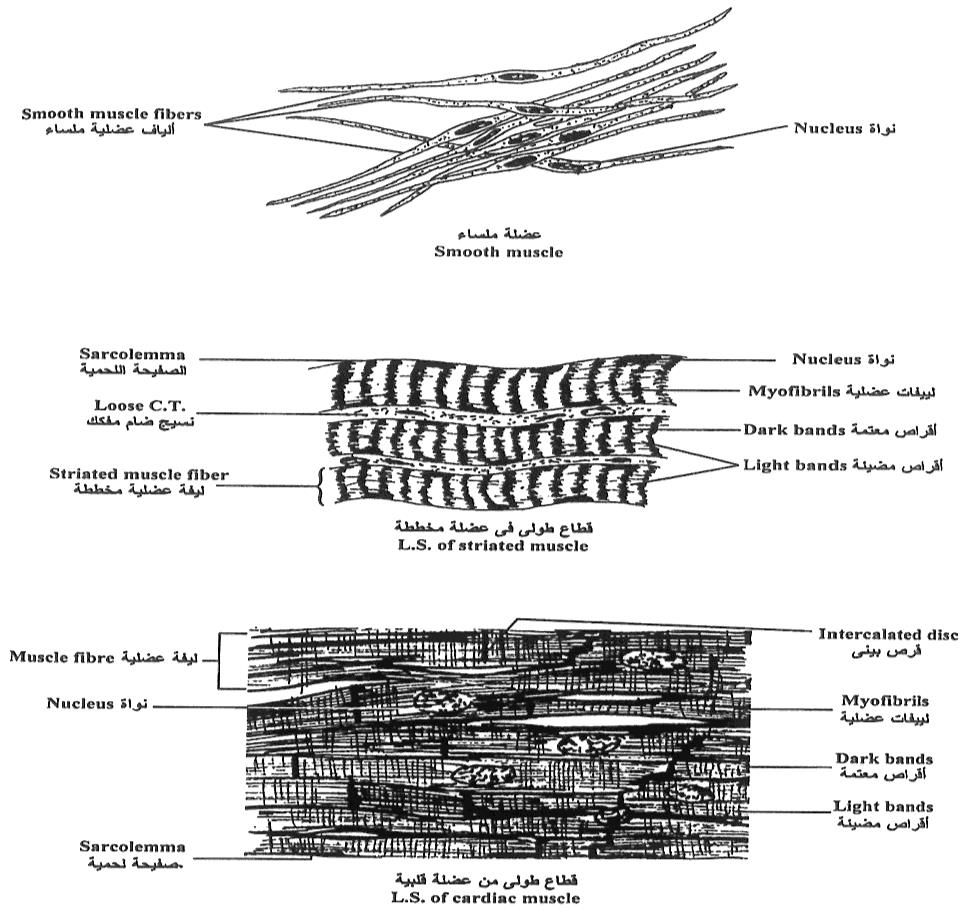 Smooth muscle fibers
ألياف عضلية ملساء
Nucleus نواة
عضلة ملساء
Smooth muscle
Sarcolemma
الصفيحة اللحمية
Loose C.T.
نسيج ضام مفكك
Striated muscle fiber
ليفة عضلية مخططة
Nucleus نواة
Myofibrils لييفات عضلية
Dark bands أقراص معتمة
Light bands أقراص مضيئة
قطاع طولى فى عضلة مخططة
L.S. of striated muscle
Muscle fibre ليفة عضلية
Nucleus نواة
Sarcolemma
صفيحة لحمية.
Intercalated disc
قرص بينى
Myofibrils
لييفات عضلية
Dark bands
أقراص معتمة
Light bands
أقراص مضيئة
قطاع طولى من عضلة قلبية
L.S. of cardiac muscle